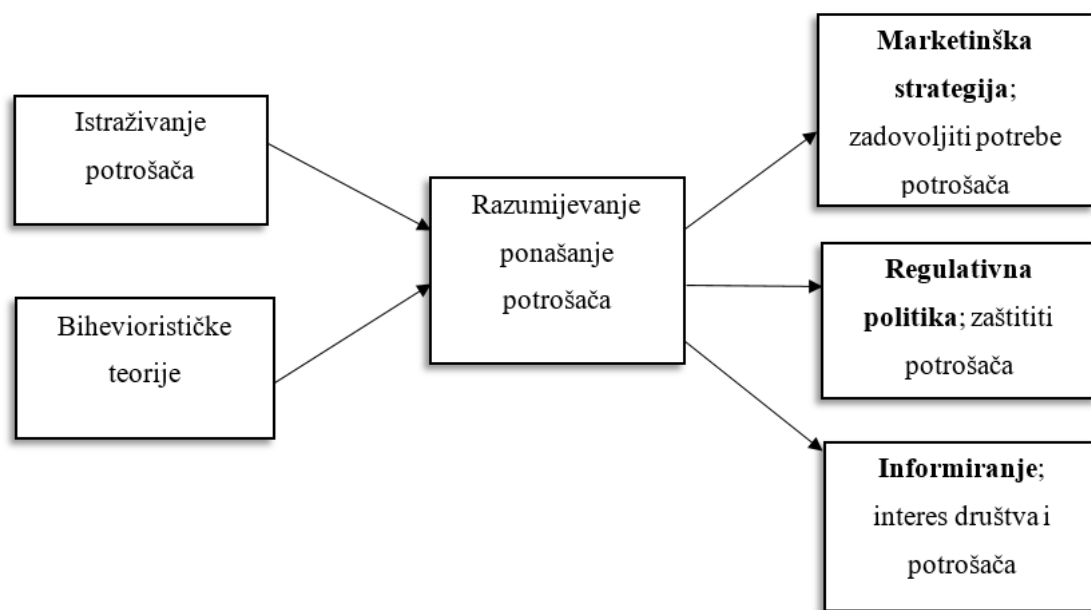 Istraživanje
potrošača
Biheviorističke
teorije
Razumijevanje
ponašanje
potrošača
Marketinška
strategija;
zadovoljiti potrebe
potrošača
Regulativna
politika; zaštititi
potrošača
Informiranje;
interes društva i
potrošača